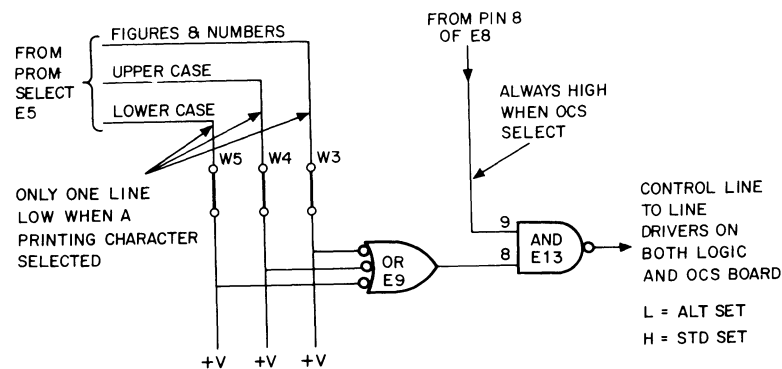 FIGURES & NUMBERS
FROM PROM SELECT E5
UPPER CASE
LOWER CASE
W5
W4
W3
ONLY ONE LINE
LOW WHEN A
PRINTING CHARACTER
SELECTED
FROM PIN 8
OF E8
ALWAYS HIGH
WHEN OCS
SELECT
9
8
OR
E9
AND
E13
CONTROL LINE
TO LINE
DRIVERS ON
BOTH LOGIC
AND OCS BOARD
L = ALT SET
H = STD SET
+V
+V
+V